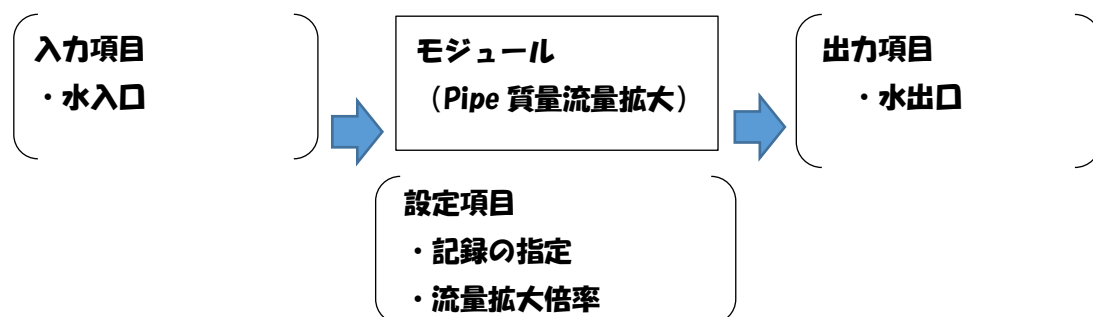 入力項目
・水入口
モジュール
（Pipe 質量流量拡大）
出力項目
・水出口
設定項目
・記録の指定
・流量拡大倍率